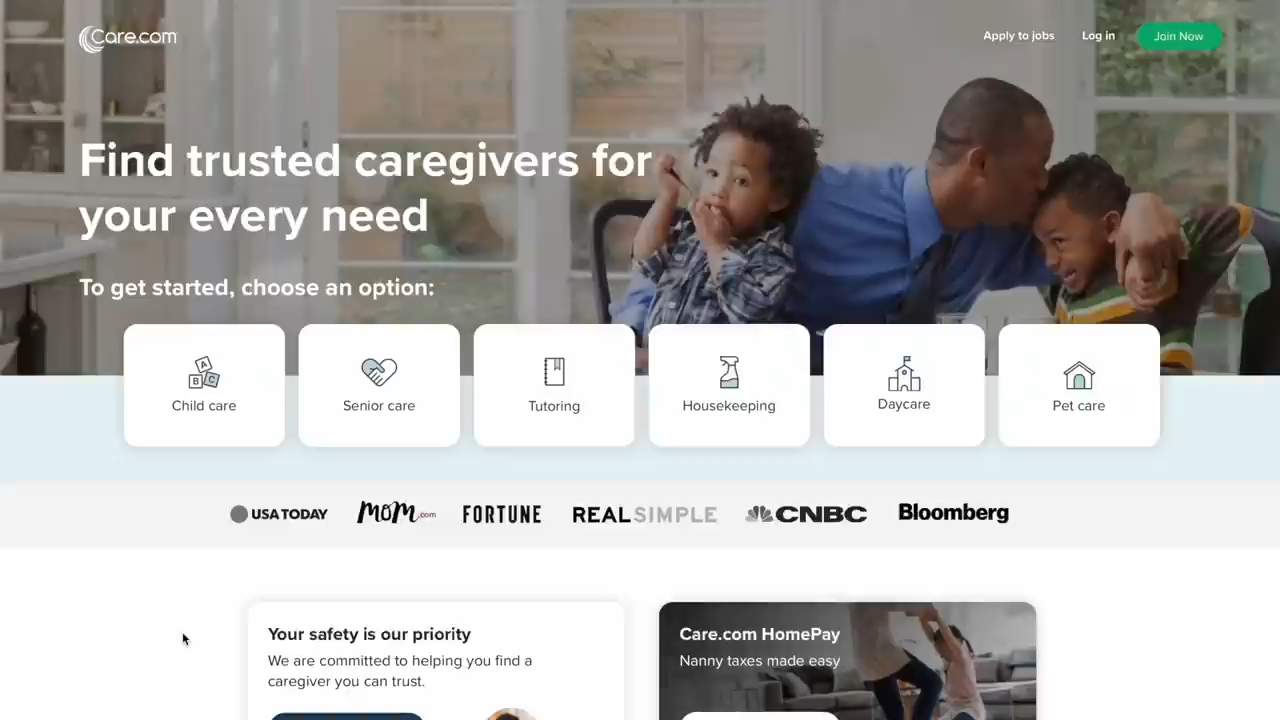 Care.com
Apply to jobs
Log in
Join Now
Find trusted caregivers for
your every need
To get started, choose an option:
A
B C
Child care
Senior care
Tutoring
Housekeeping
Daycare
Pet care
USA TODAY
Mom.com
FORTUNE
REAL SIMPLE
CNBC
Bloomberg
Your safety is our priority
We are committed to helping you find a
caregiver you can trust.
Care.com HomePay
Nanny taxes made easy